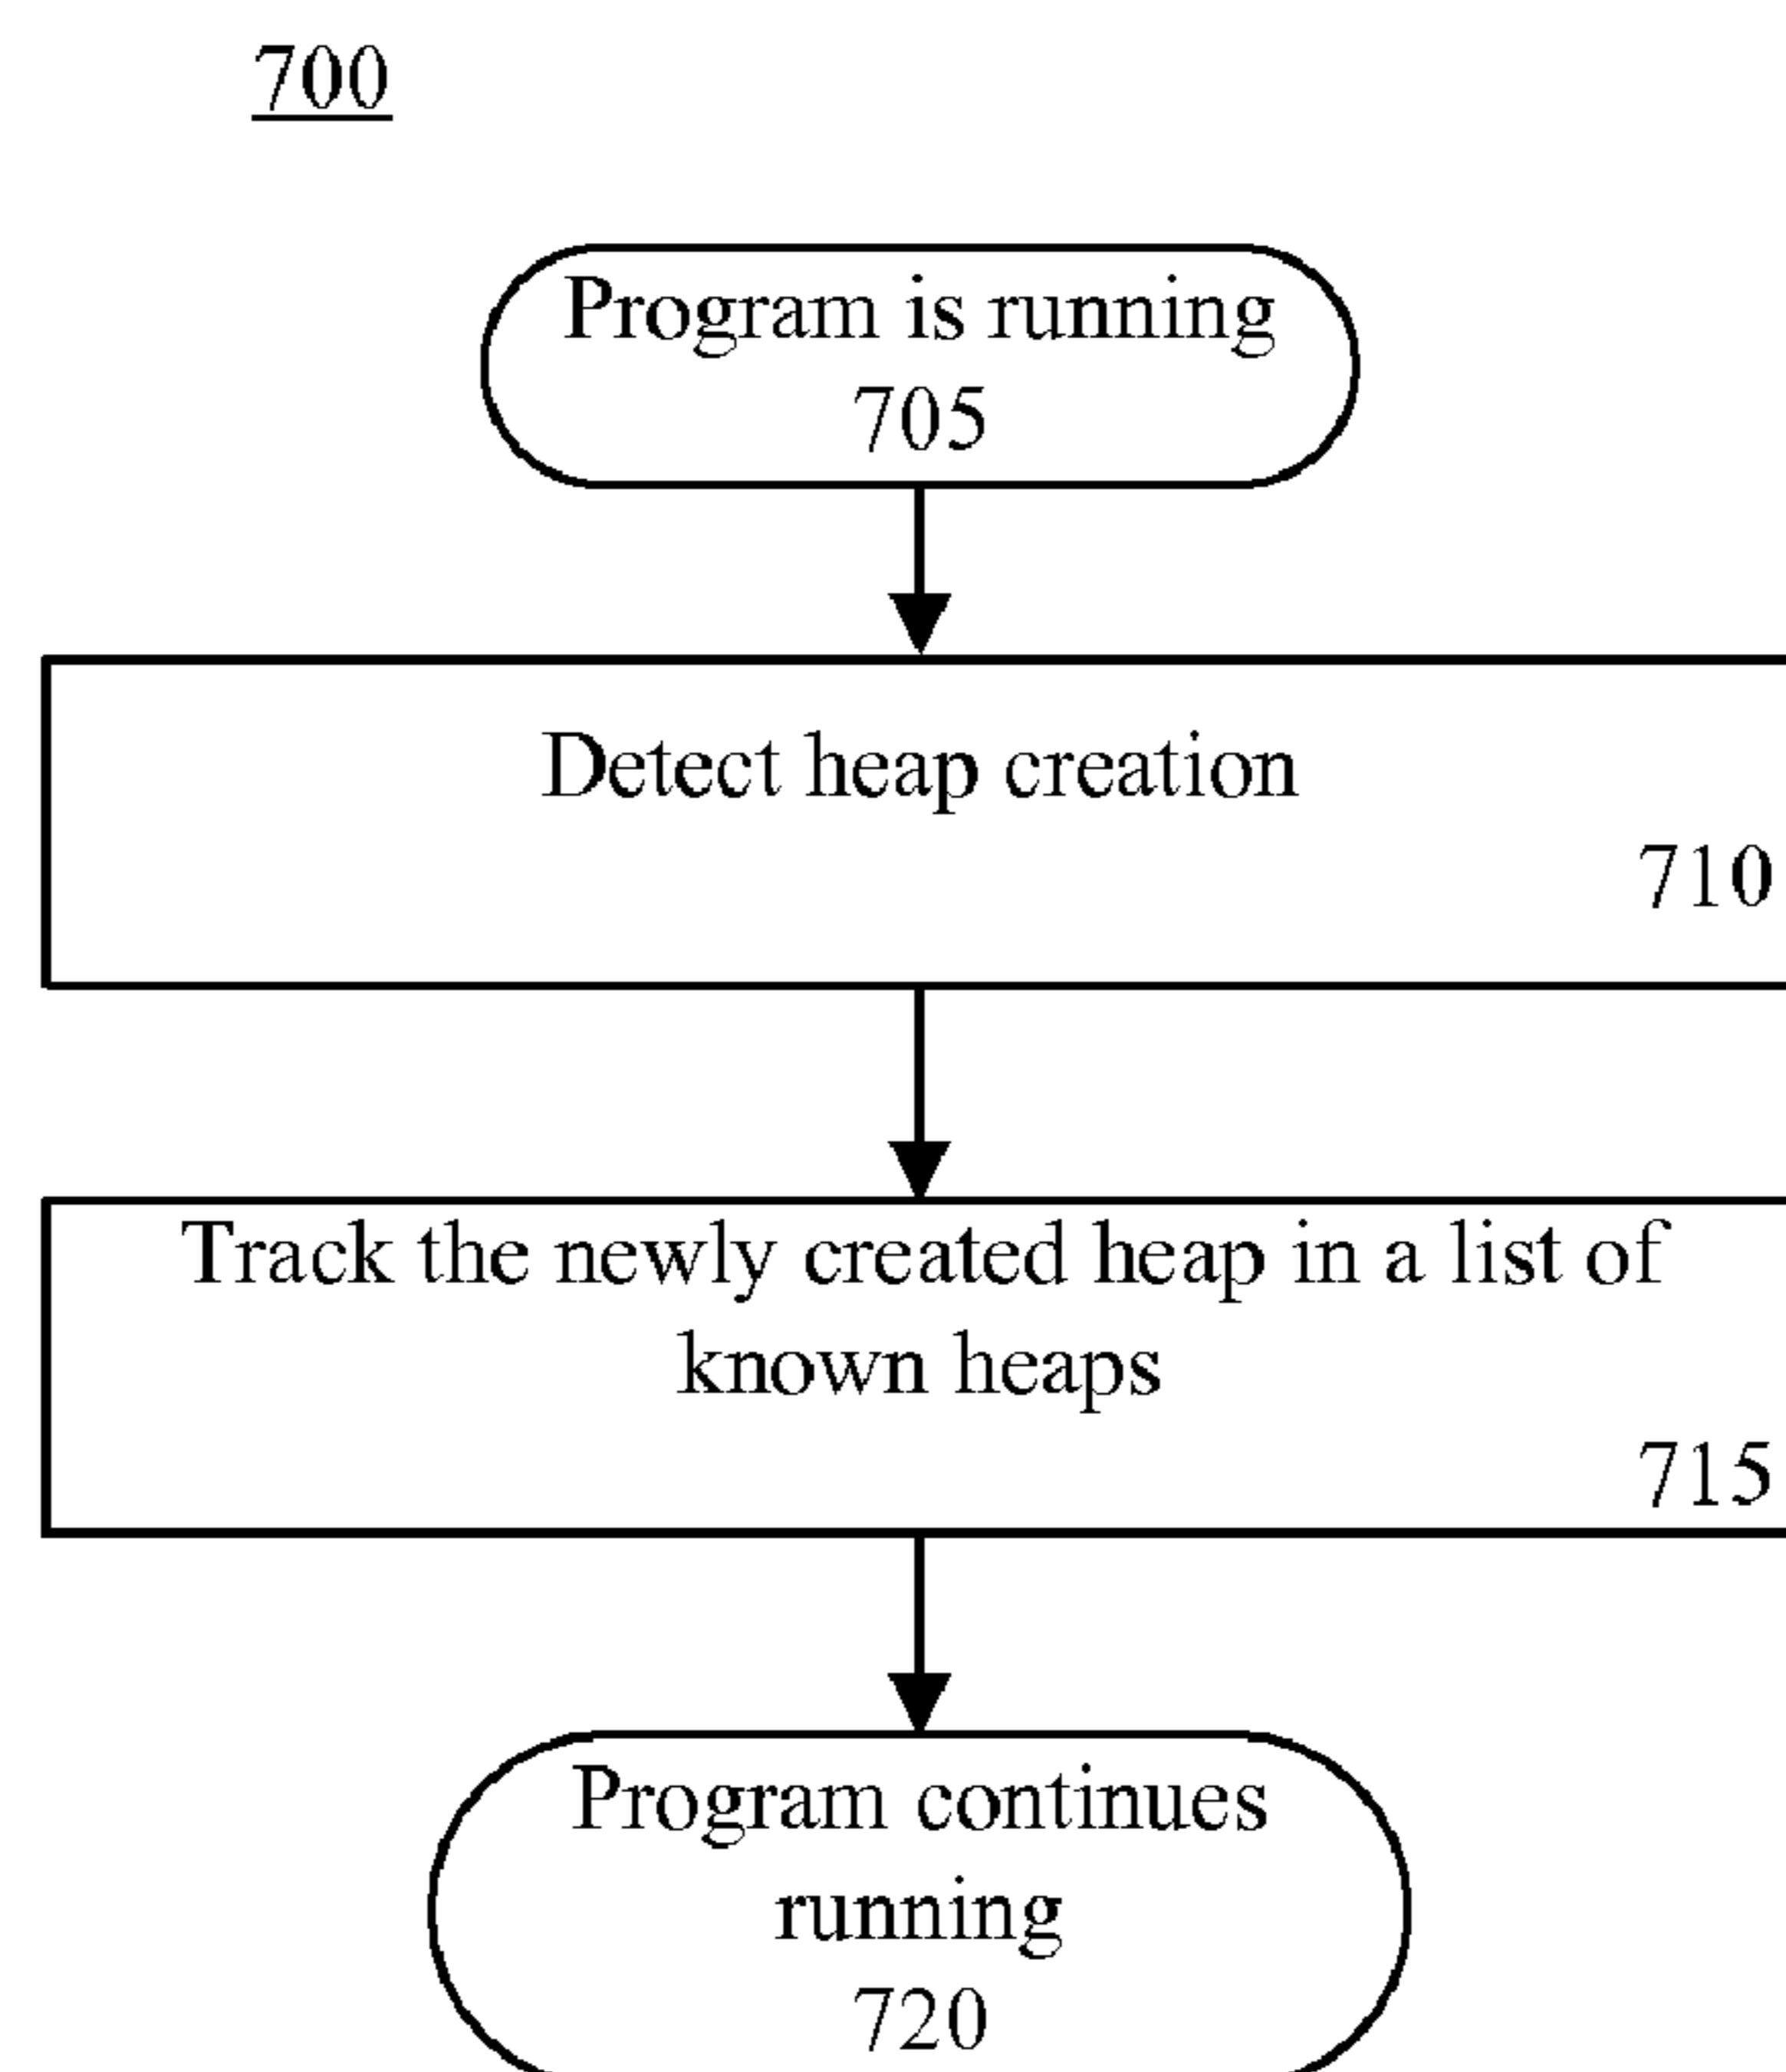 700
Program is running
705
Detect heap creation
710
Track the newly created heap in a list of
known heaps
715
Program continues
running
720